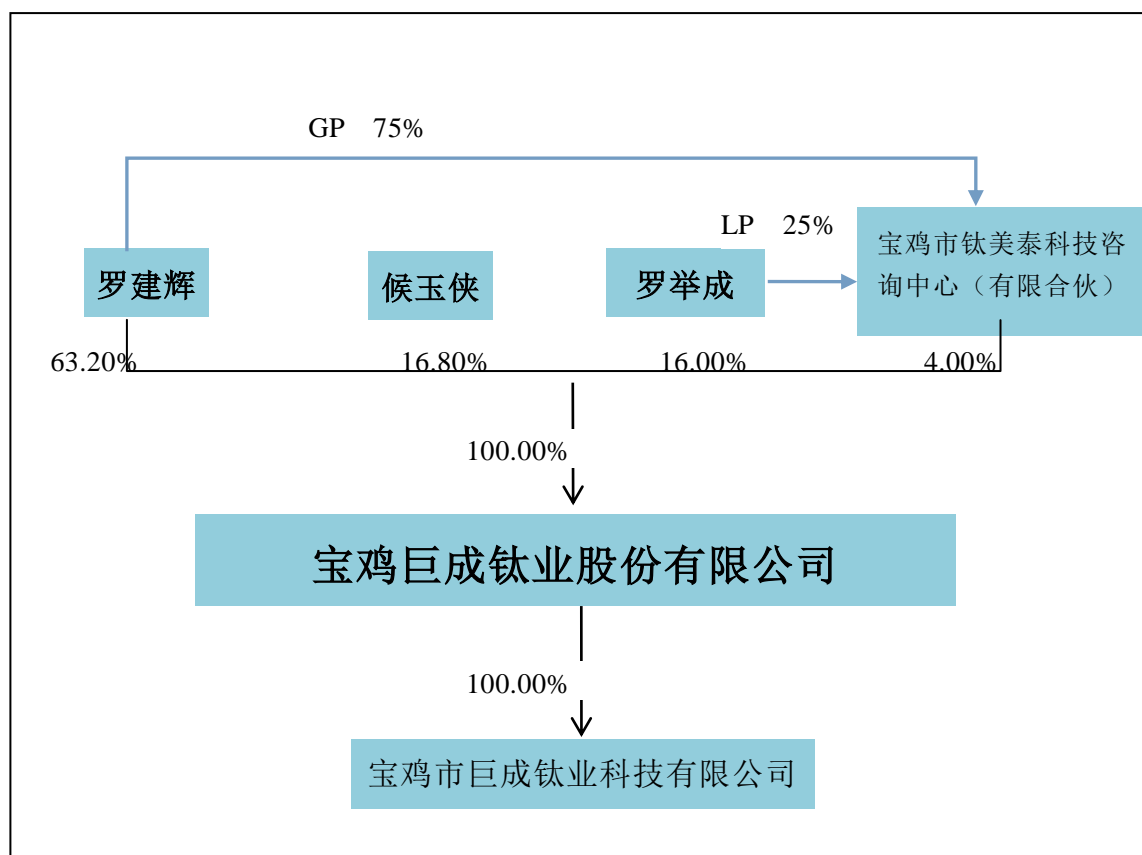 GP 75%
LP 25%
宝鸡市钛美泰科技咨
询中心（有限合伙）
罗建辉
候玉侠
罗举成
63.20%
16.80%
16.00%
4.00%
100.00%
宝鸡巨成钛业股份有限公司
100.00%
宝鸡市巨成钛业科技有限公司